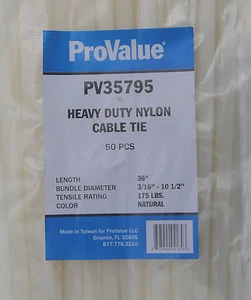 ProValue®
PV35795
HEAVY DUTY NYLON
CABLE TIE
50 PCS
LENGTH 36"
BUNDLE DIAMETER 3/16" - 10 1/2"
TENSILE RATING 175 LBS.
COLOR NATURAL
Made in Taiwan for ProValue LLC
Orlando, FL 32805
877.776.3210